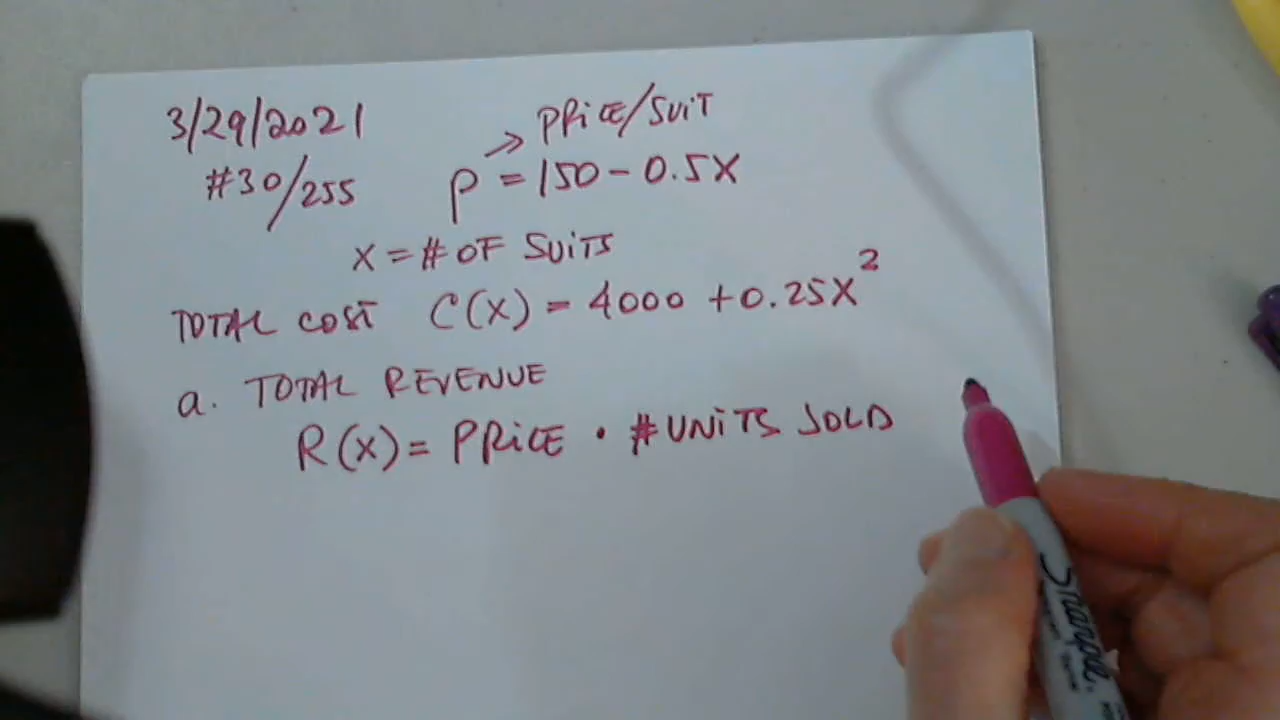 3/29/2021
→ PRiCE/SUiT
#30/255 p = 150 - 0.5X
X = # OF SUiTS
TOTAL COST C(X) = 4000 + 0.25X²
a. TOTAL REVENUE
R(X) = PRiCE · # UNiTS SOLD
Sharpie